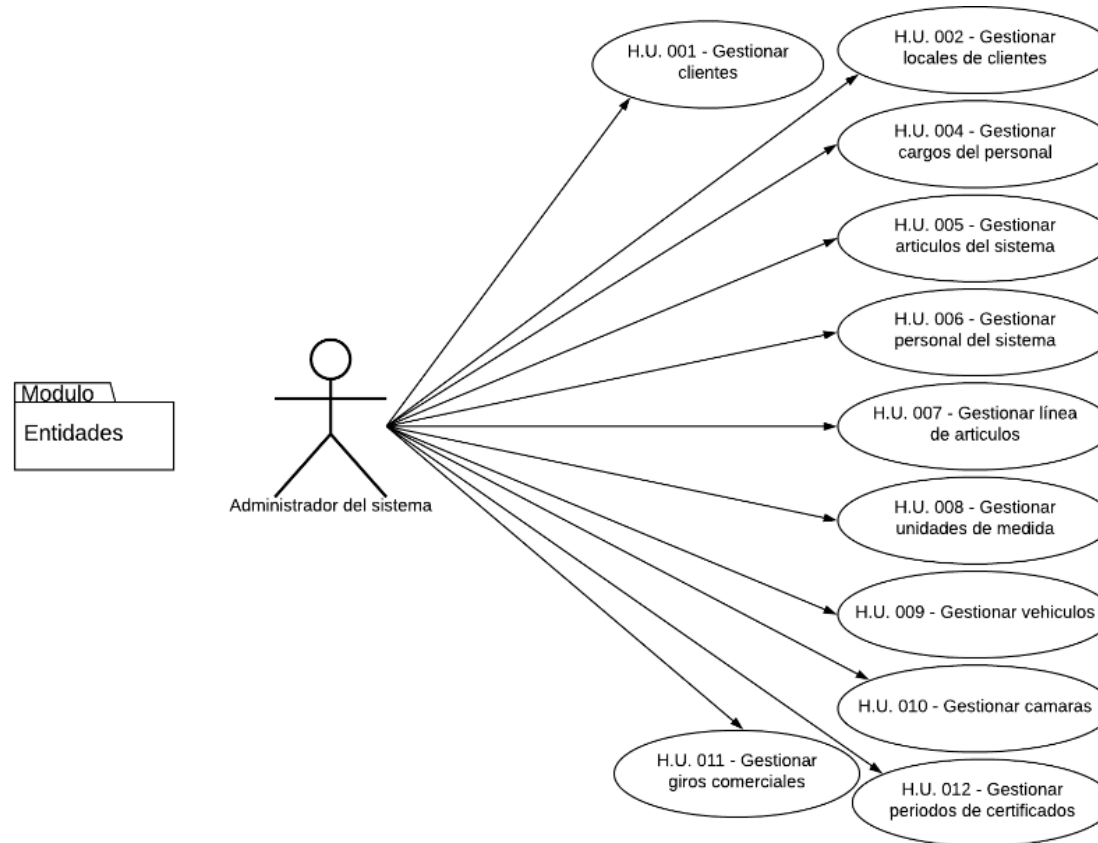 H.U. 001 - Gestionar
clientes
H.U. 002 - Gestionar
locales de clientes
H.U. 004 - Gestionar
cargos del personal
H.U. 005 - Gestionar
articulos del sistema
H.U. 006 - Gestionar
personal del sistema
Modulo
Entidades
Administrador del sistema
H.U. 007 - Gestionar línea
de articulos
H.U. 008 - Gestionar
unidades de medida
H.U. 009 - Gestionar vehiculos
H.U. 010 - Gestionar camaras
H.U. 011 - Gestionar
giros comerciales
H.U. 012 - Gestionar
periodos de certificados